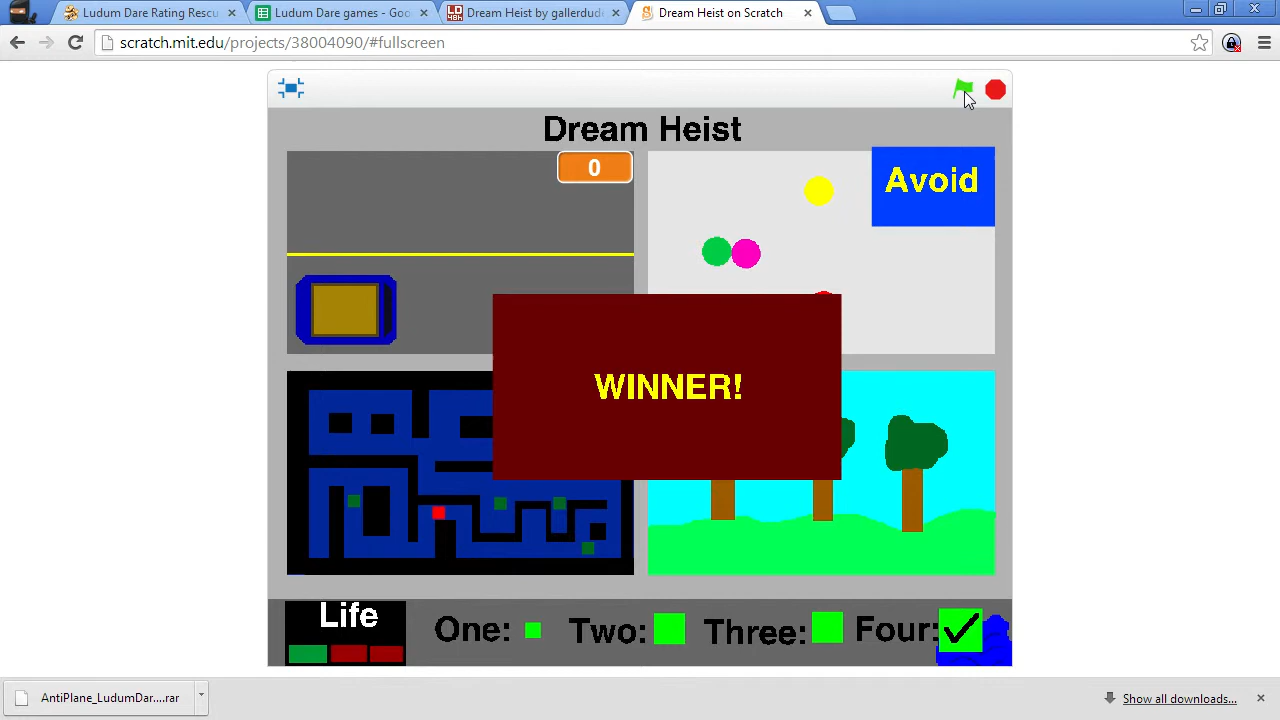 Ludum Dare Rating Rescu
Ludum Dare games - Goo
Dream Heist by gallerdud
Dream Heist on Scratch
scratch.mit.edu/projects/38004090/#fullscreen
Dream Heist
0
Avoid
WINNER!
Life
One:
Two:
Three:
Four:
AntiPlane_LudumDar....rar
Show all downloads...